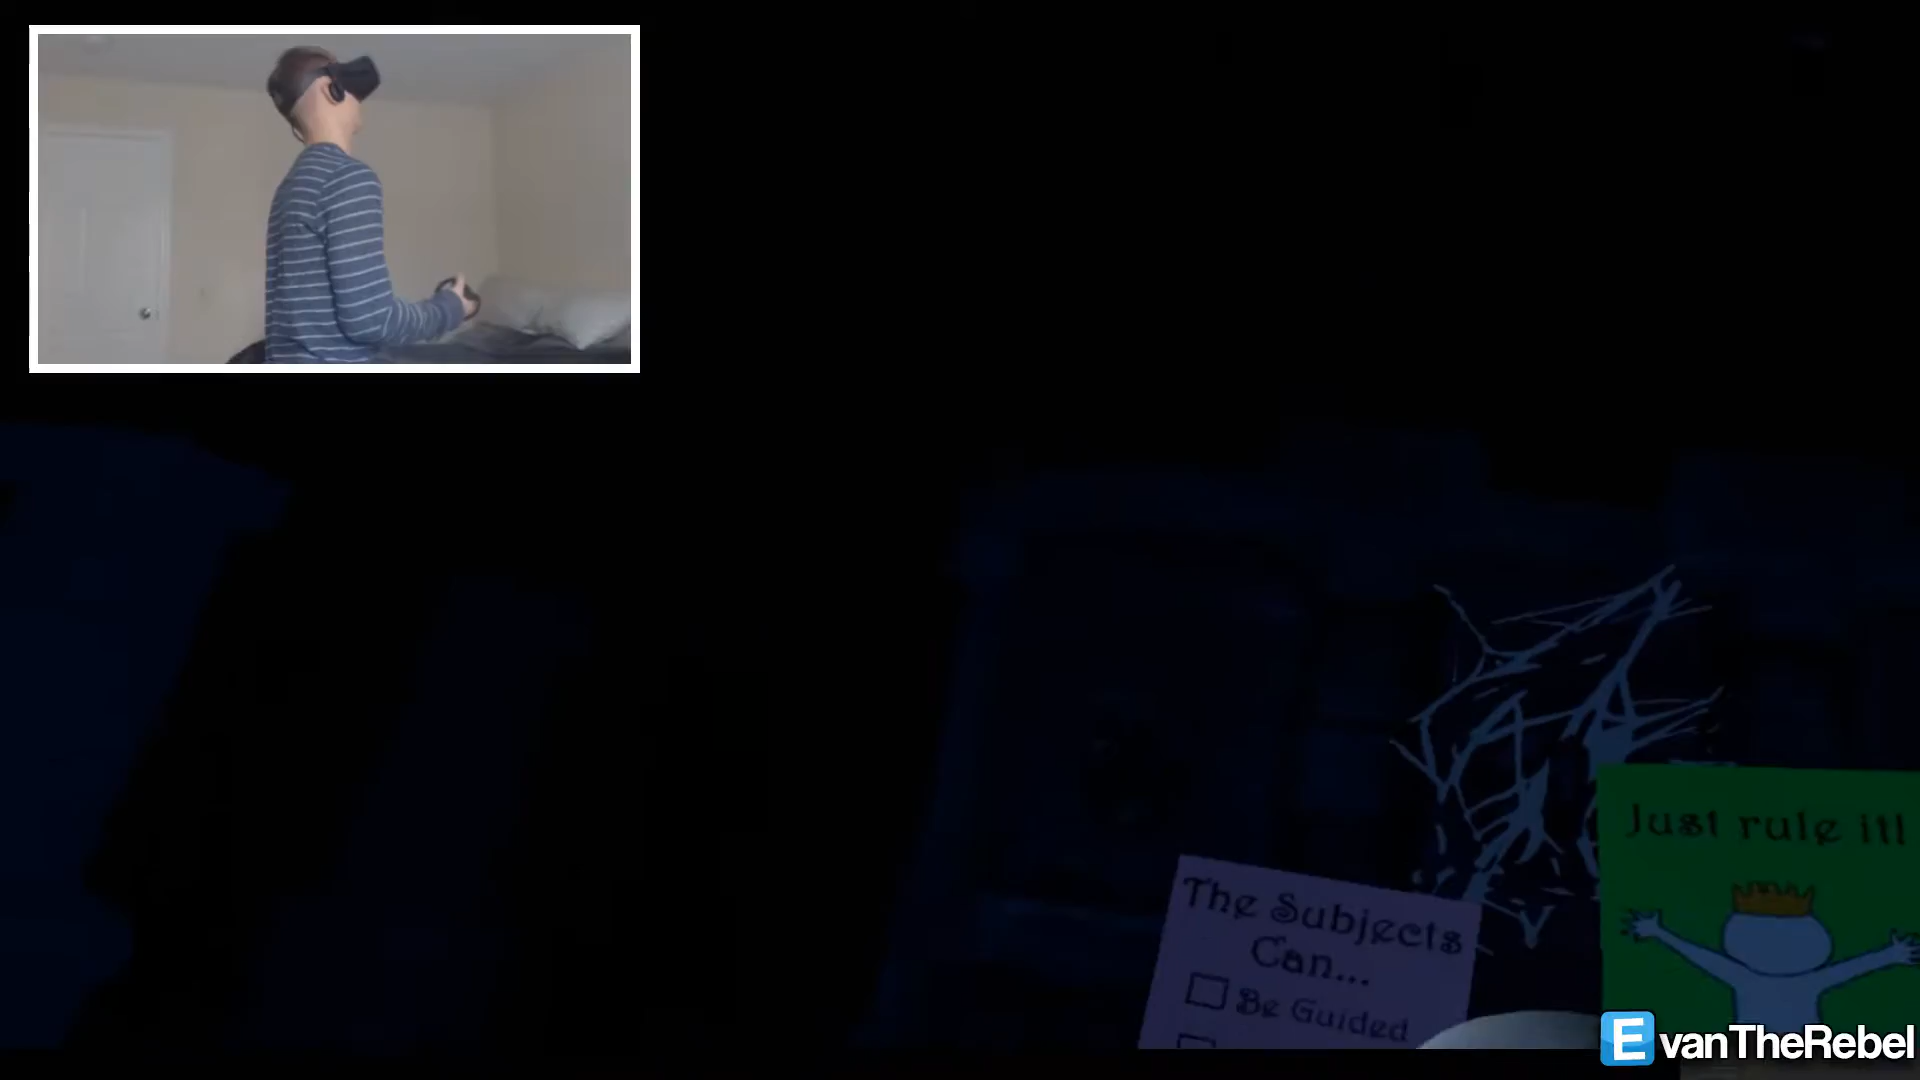 Just rule it!
The Subjects
Can...
Be Guided
EvanTheRebel